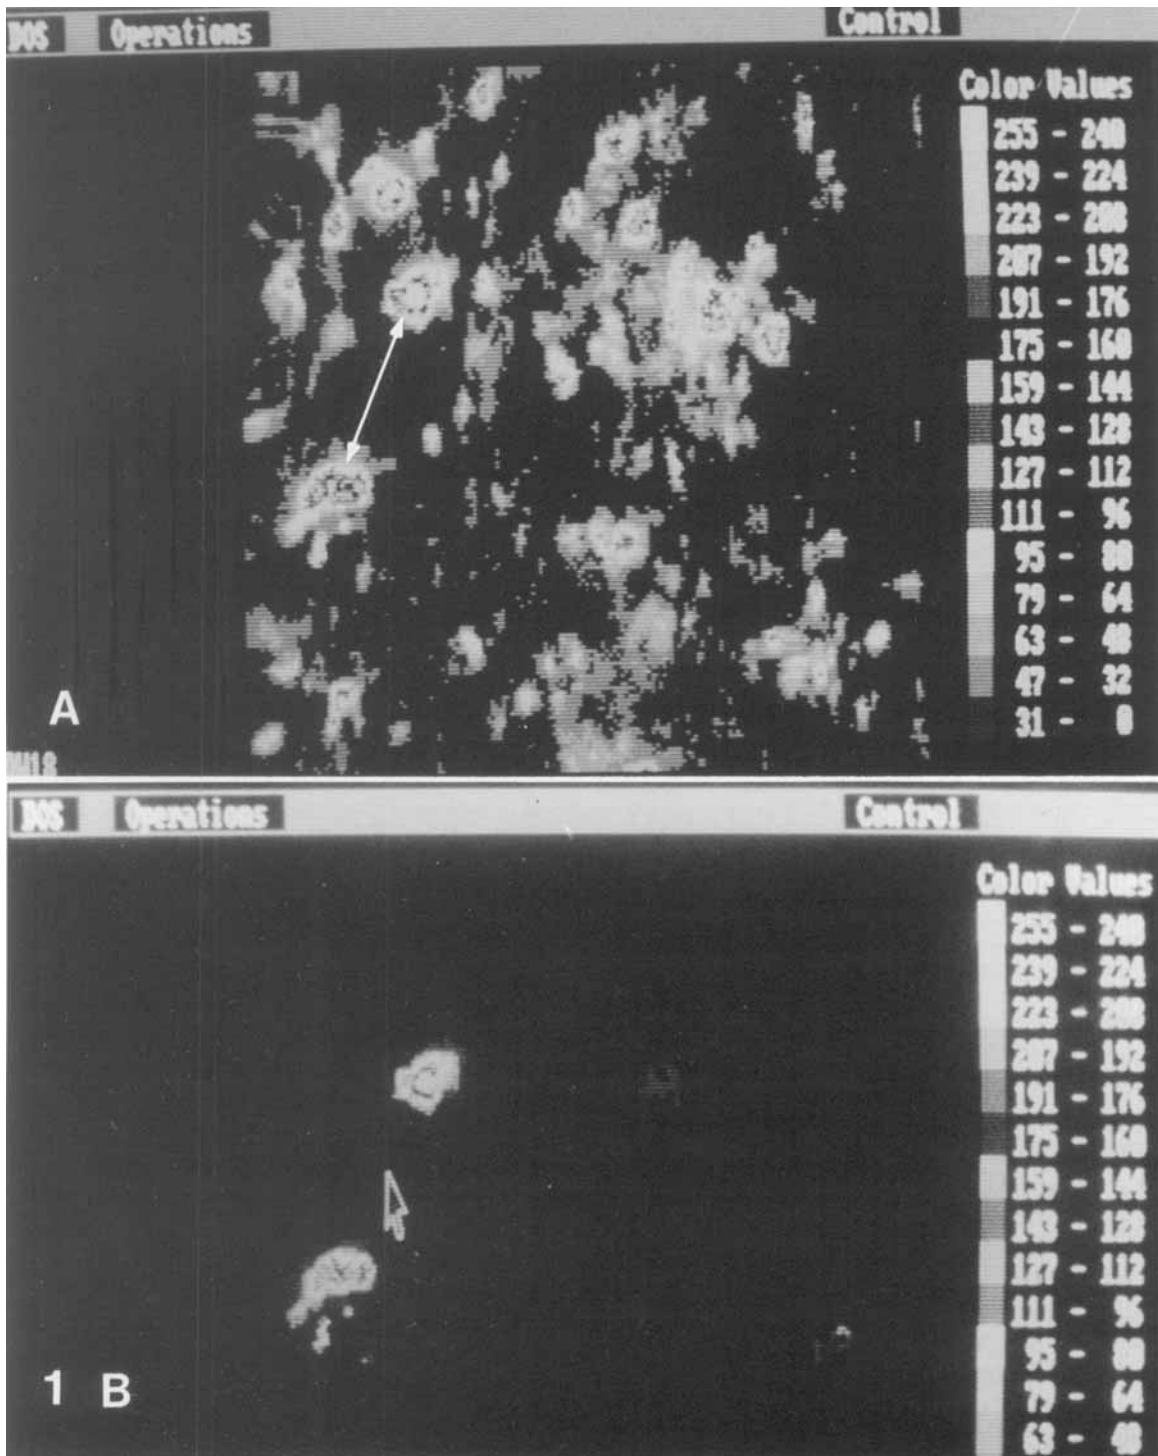 DOS Operations Control
Color Values
255 - 240
239 - 224
223 - 208
207 - 192
191 - 176
175 - 160
159 - 144
143 - 128
127 - 112
111 - 96
95 - 80
79 - 64
63 - 48
47 - 32
31 - 0
A
DOS Operations Control
Color Values
255 - 240
239 - 224
223 - 208
207 - 192
191 - 176
175 - 160
159 - 144
143 - 128
127 - 112
111 - 96
95 - 80
79 - 64
63 - 48
1 B